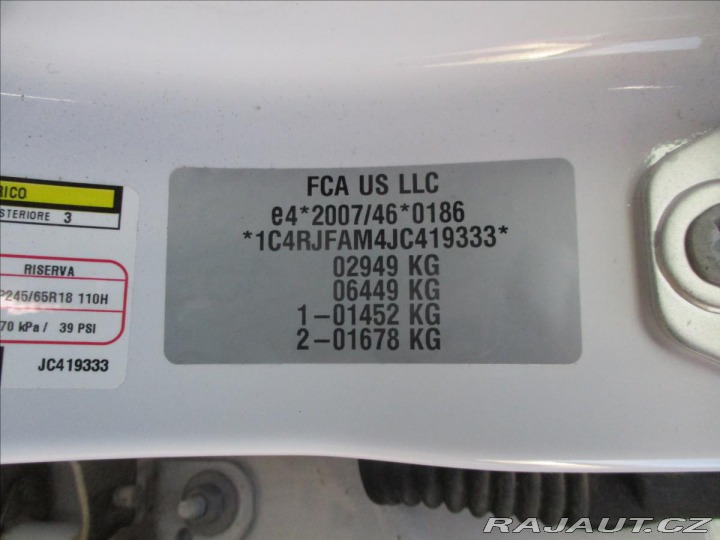 RICO
STERIORE 3
RISERVA
P245/65R18 110H
70 kPa / 39 PSI
JC419333
FCA US LLC
e4*2007/46*0186
*1C4RJFAM4JC419333*
02949 KG
06449 KG
1-01452 KG
2-01678 KG
RAJAUT.CZ